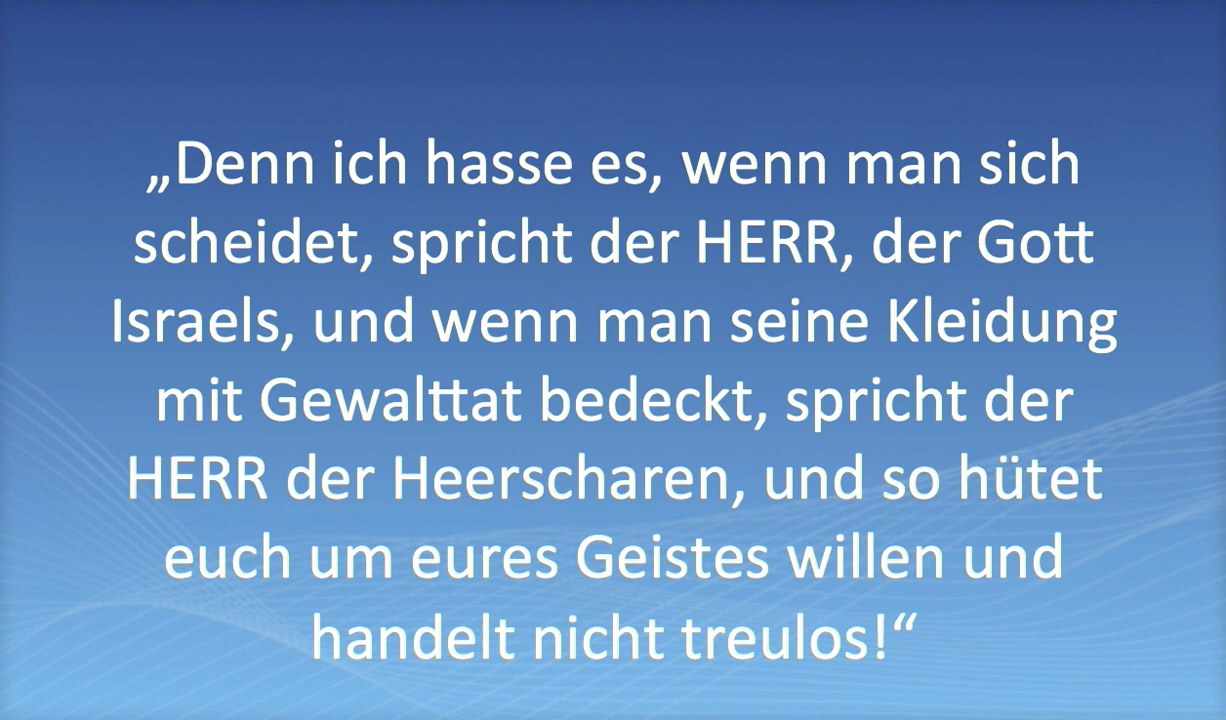 „Denn ich hasse es, wenn man sich
scheidet, spricht der HERR, der Gott
Israels, und wenn man seine Kleidung
mit Gewalttat bedeckt, spricht der
HERR der Heerscharen, und so hütet
euch um eures Geistes willen und
handelt nicht treulos!“